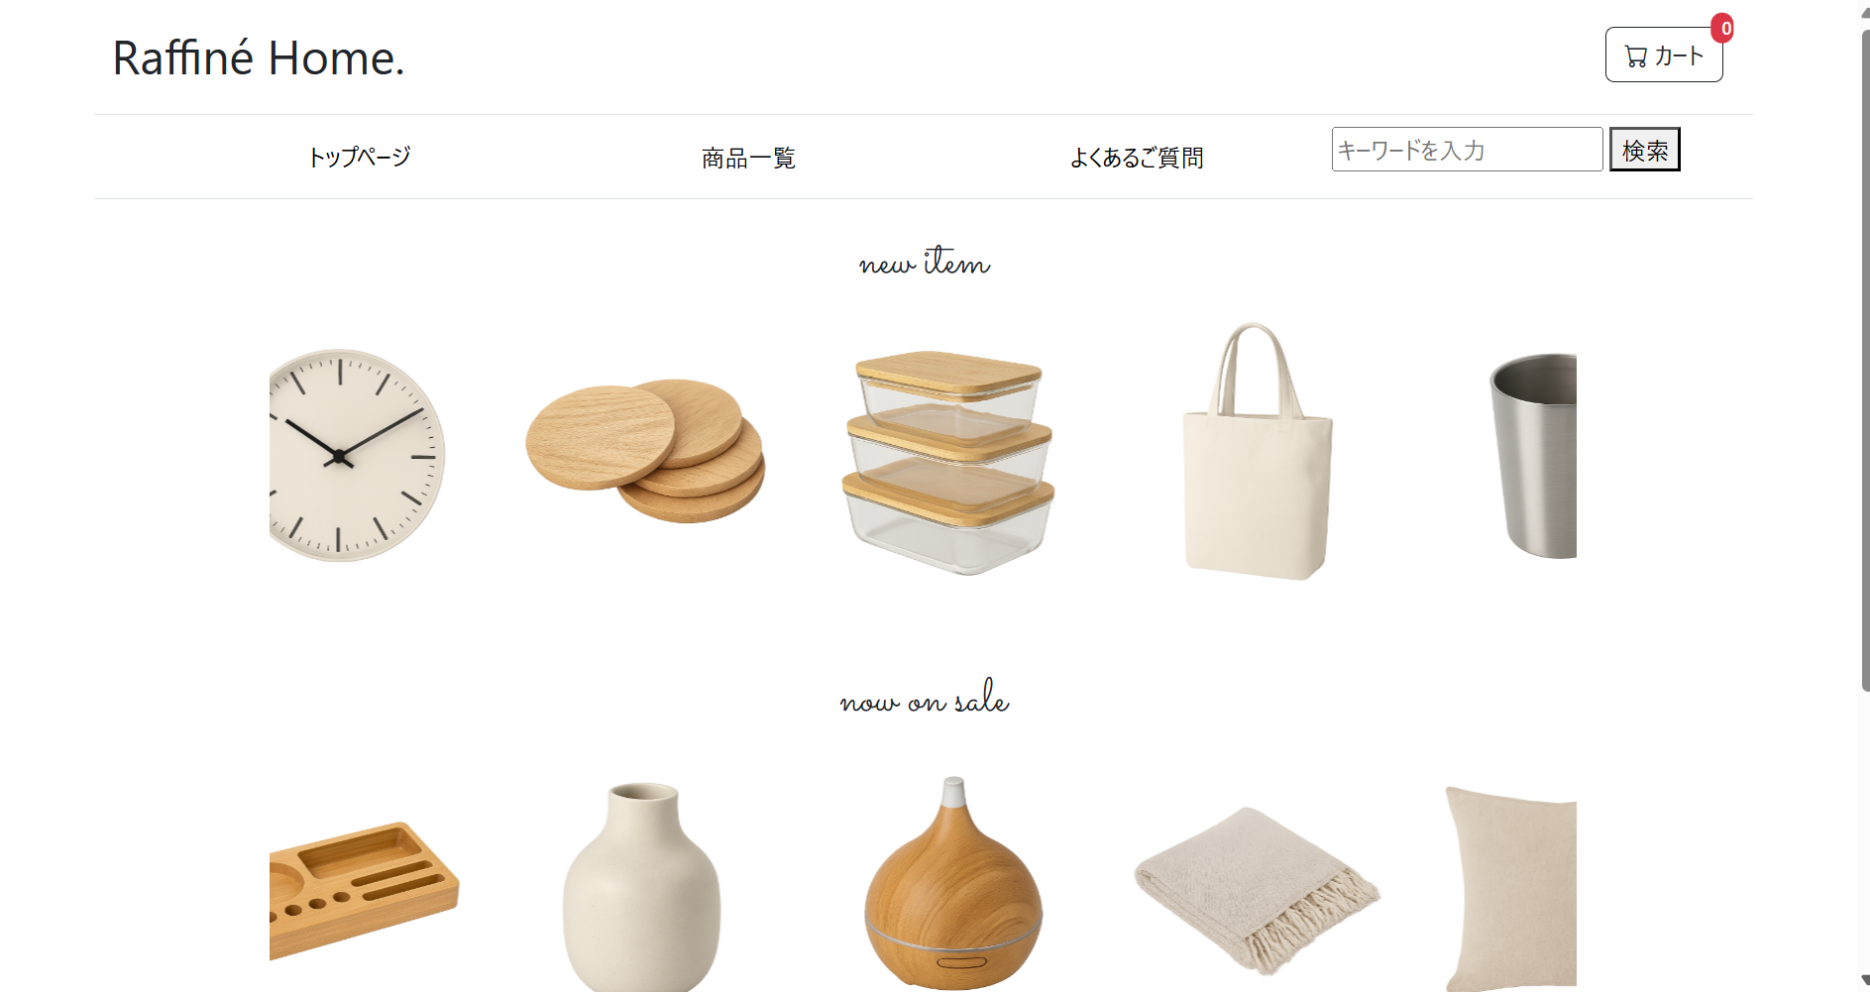 Raffiné Home.
カート
0
トップページ
商品一覧
よくあるご質問
キーワードを入力
検索
new item
now on sale